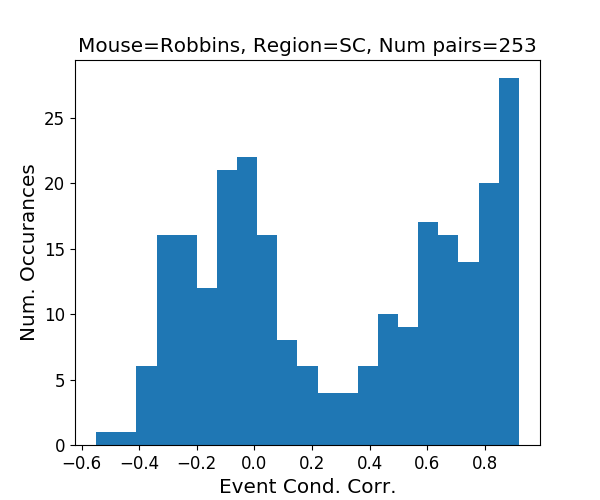 Mouse=Robbins, Region=SC, Num pairs=253
Num. Occurances
25
20
15
10
5
0
−0.6 −0.4 −0.2 0.0 0.2 0.4 0.6 0.8
Event Cond. Corr.